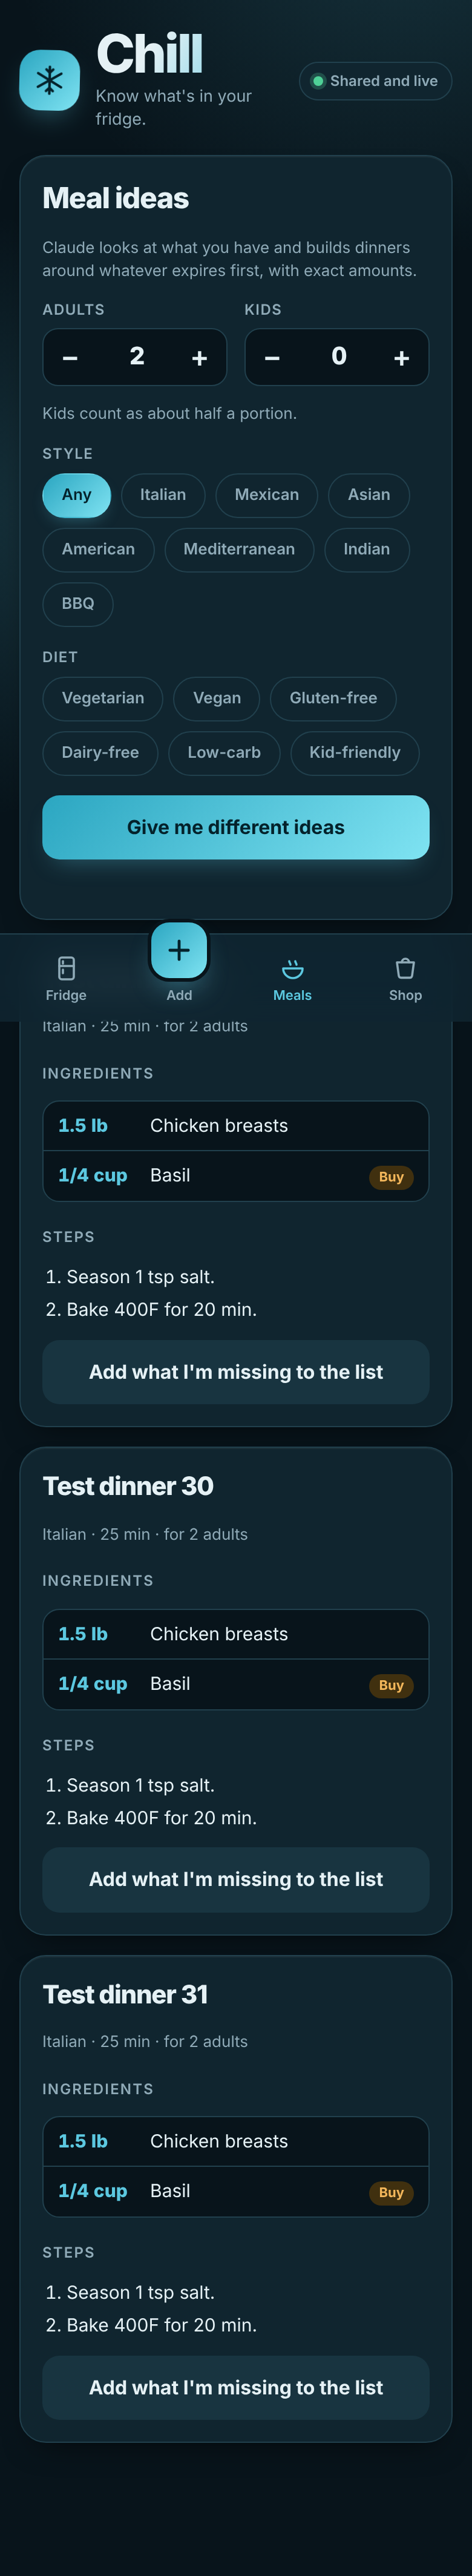 Chill
Know what's in your
fridge.
Shared and live
Meal ideas
Claude looks at what you have and builds dinners
around whatever expires first, with exact amounts.
ADULTS
KIDS
− 2 +
− 0 +
Kids count as about half a portion.
STYLE
Any Italian Mexican Asian
American Mediterranean Indian
BBQ
DIET
Vegetarian Vegan Gluten-free
Dairy-free Low-carb Kid-friendly
Give me different ideas
Fridge Add Meals Shop
Italian · 25 min · for 2 adults
INGREDIENTS
1.5 lb Chicken breasts
1/4 cup Basil Buy
STEPS
1. Season 1 tsp salt.
2. Bake 400F for 20 min.
Add what I'm missing to the list
Test dinner 30
Italian · 25 min · for 2 adults
INGREDIENTS
1.5 lb Chicken breasts
1/4 cup Basil Buy
STEPS
1. Season 1 tsp salt.
2. Bake 400F for 20 min.
Add what I'm missing to the list
Test dinner 31
Italian · 25 min · for 2 adults
INGREDIENTS
1.5 lb Chicken breasts
1/4 cup Basil Buy
STEPS
1. Season 1 tsp salt.
2. Bake 400F for 20 min.
Add what I'm missing to the list